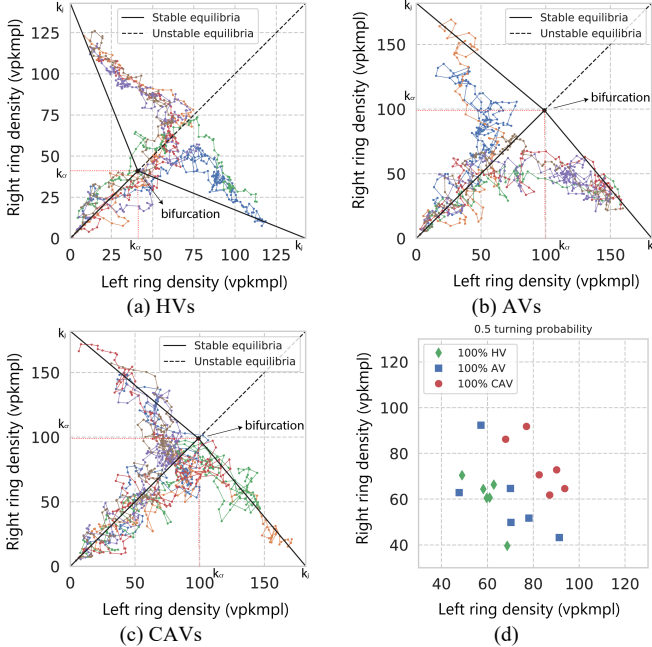 k_j
Stable equilibria
Unstable equilibria
125
100
75
50
k_cr
25
0
bifurcation
0
25
50
75
100
125
k_cr
k_j
Right ring density (vpkmpl)
Left ring density (vpkmpl)
(a) HVs
k_j
Stable equilibria
Unstable equilibria
150
100
k_cr
50
0
bifurcation
0
50
100
150
k_cr
k_j
Right ring density (vpkmpl)
Left ring density (vpkmpl)
(b) AVs
k_j
Stable equilibria
Unstable equilibria
150
k_cr
100
50
0
bifurcation
0
50
100
150
k_cr
k_j
Right ring density (vpkmpl)
Left ring density (vpkmpl)
(c) CAVs
0.5 turning probability
100% HV
100% AV
100% CAV
120
100
80
60
40
40
60
80
100
120
Right ring density (vpkmpl)
Left ring density (vpkmpl)
(d)